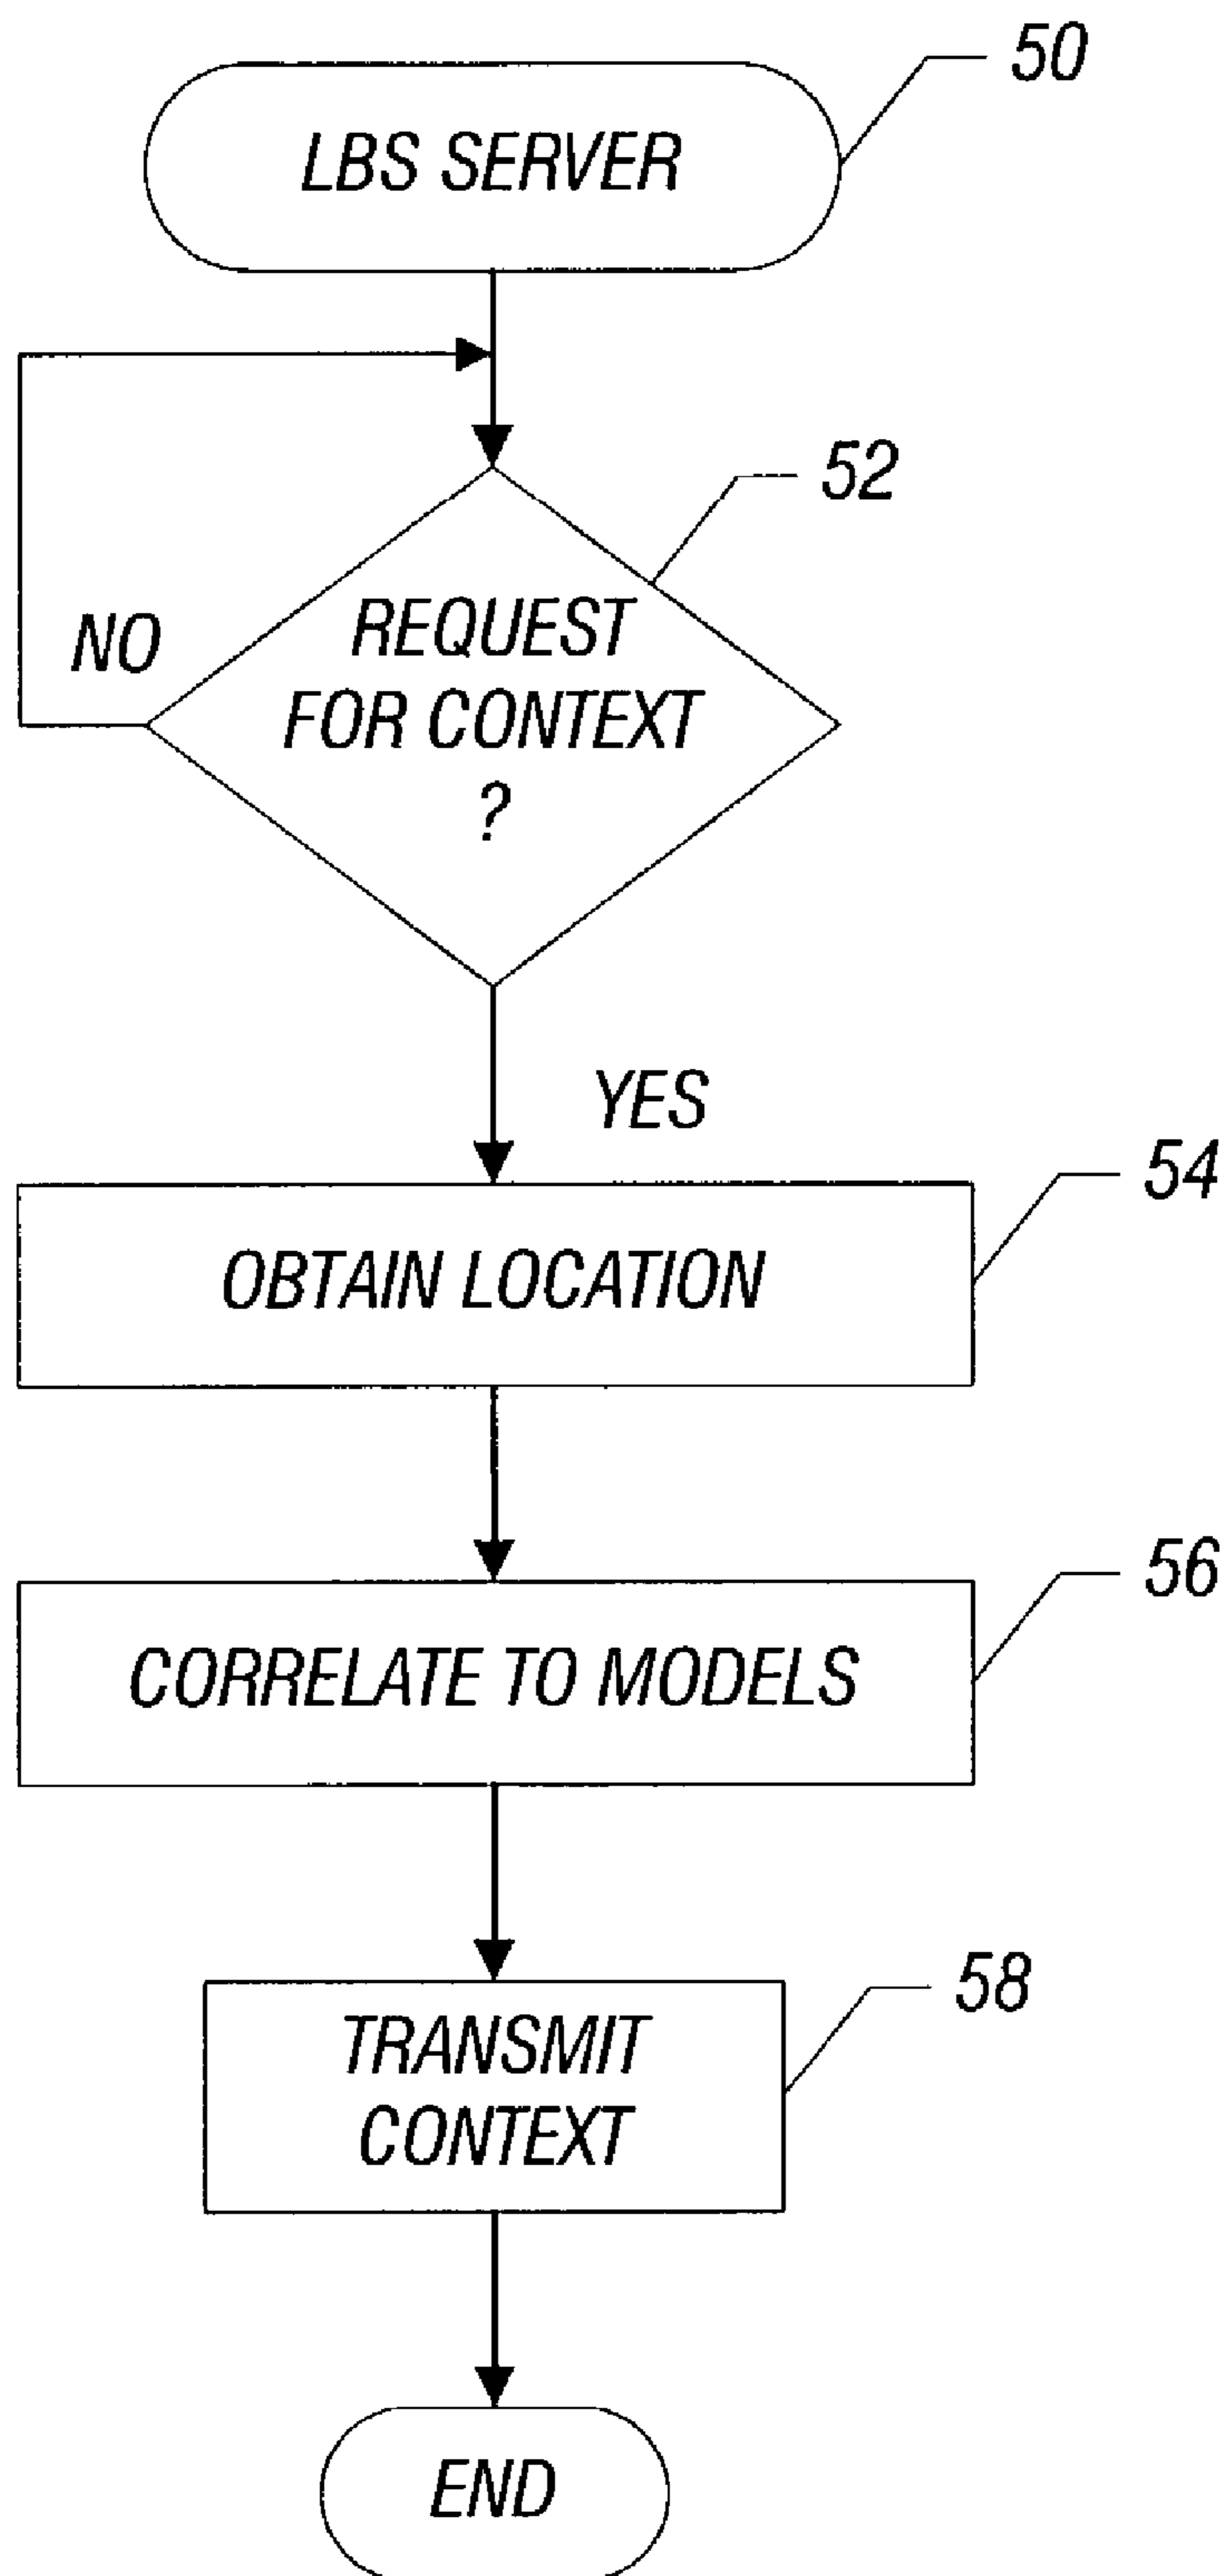 50
LBS SERVER
52
REQUEST
FOR CONTEXT
?
NO
YES
54
OBTAIN LOCATION
56
CORRELATE TO MODELS
58
TRANSMIT
CONTEXT
END